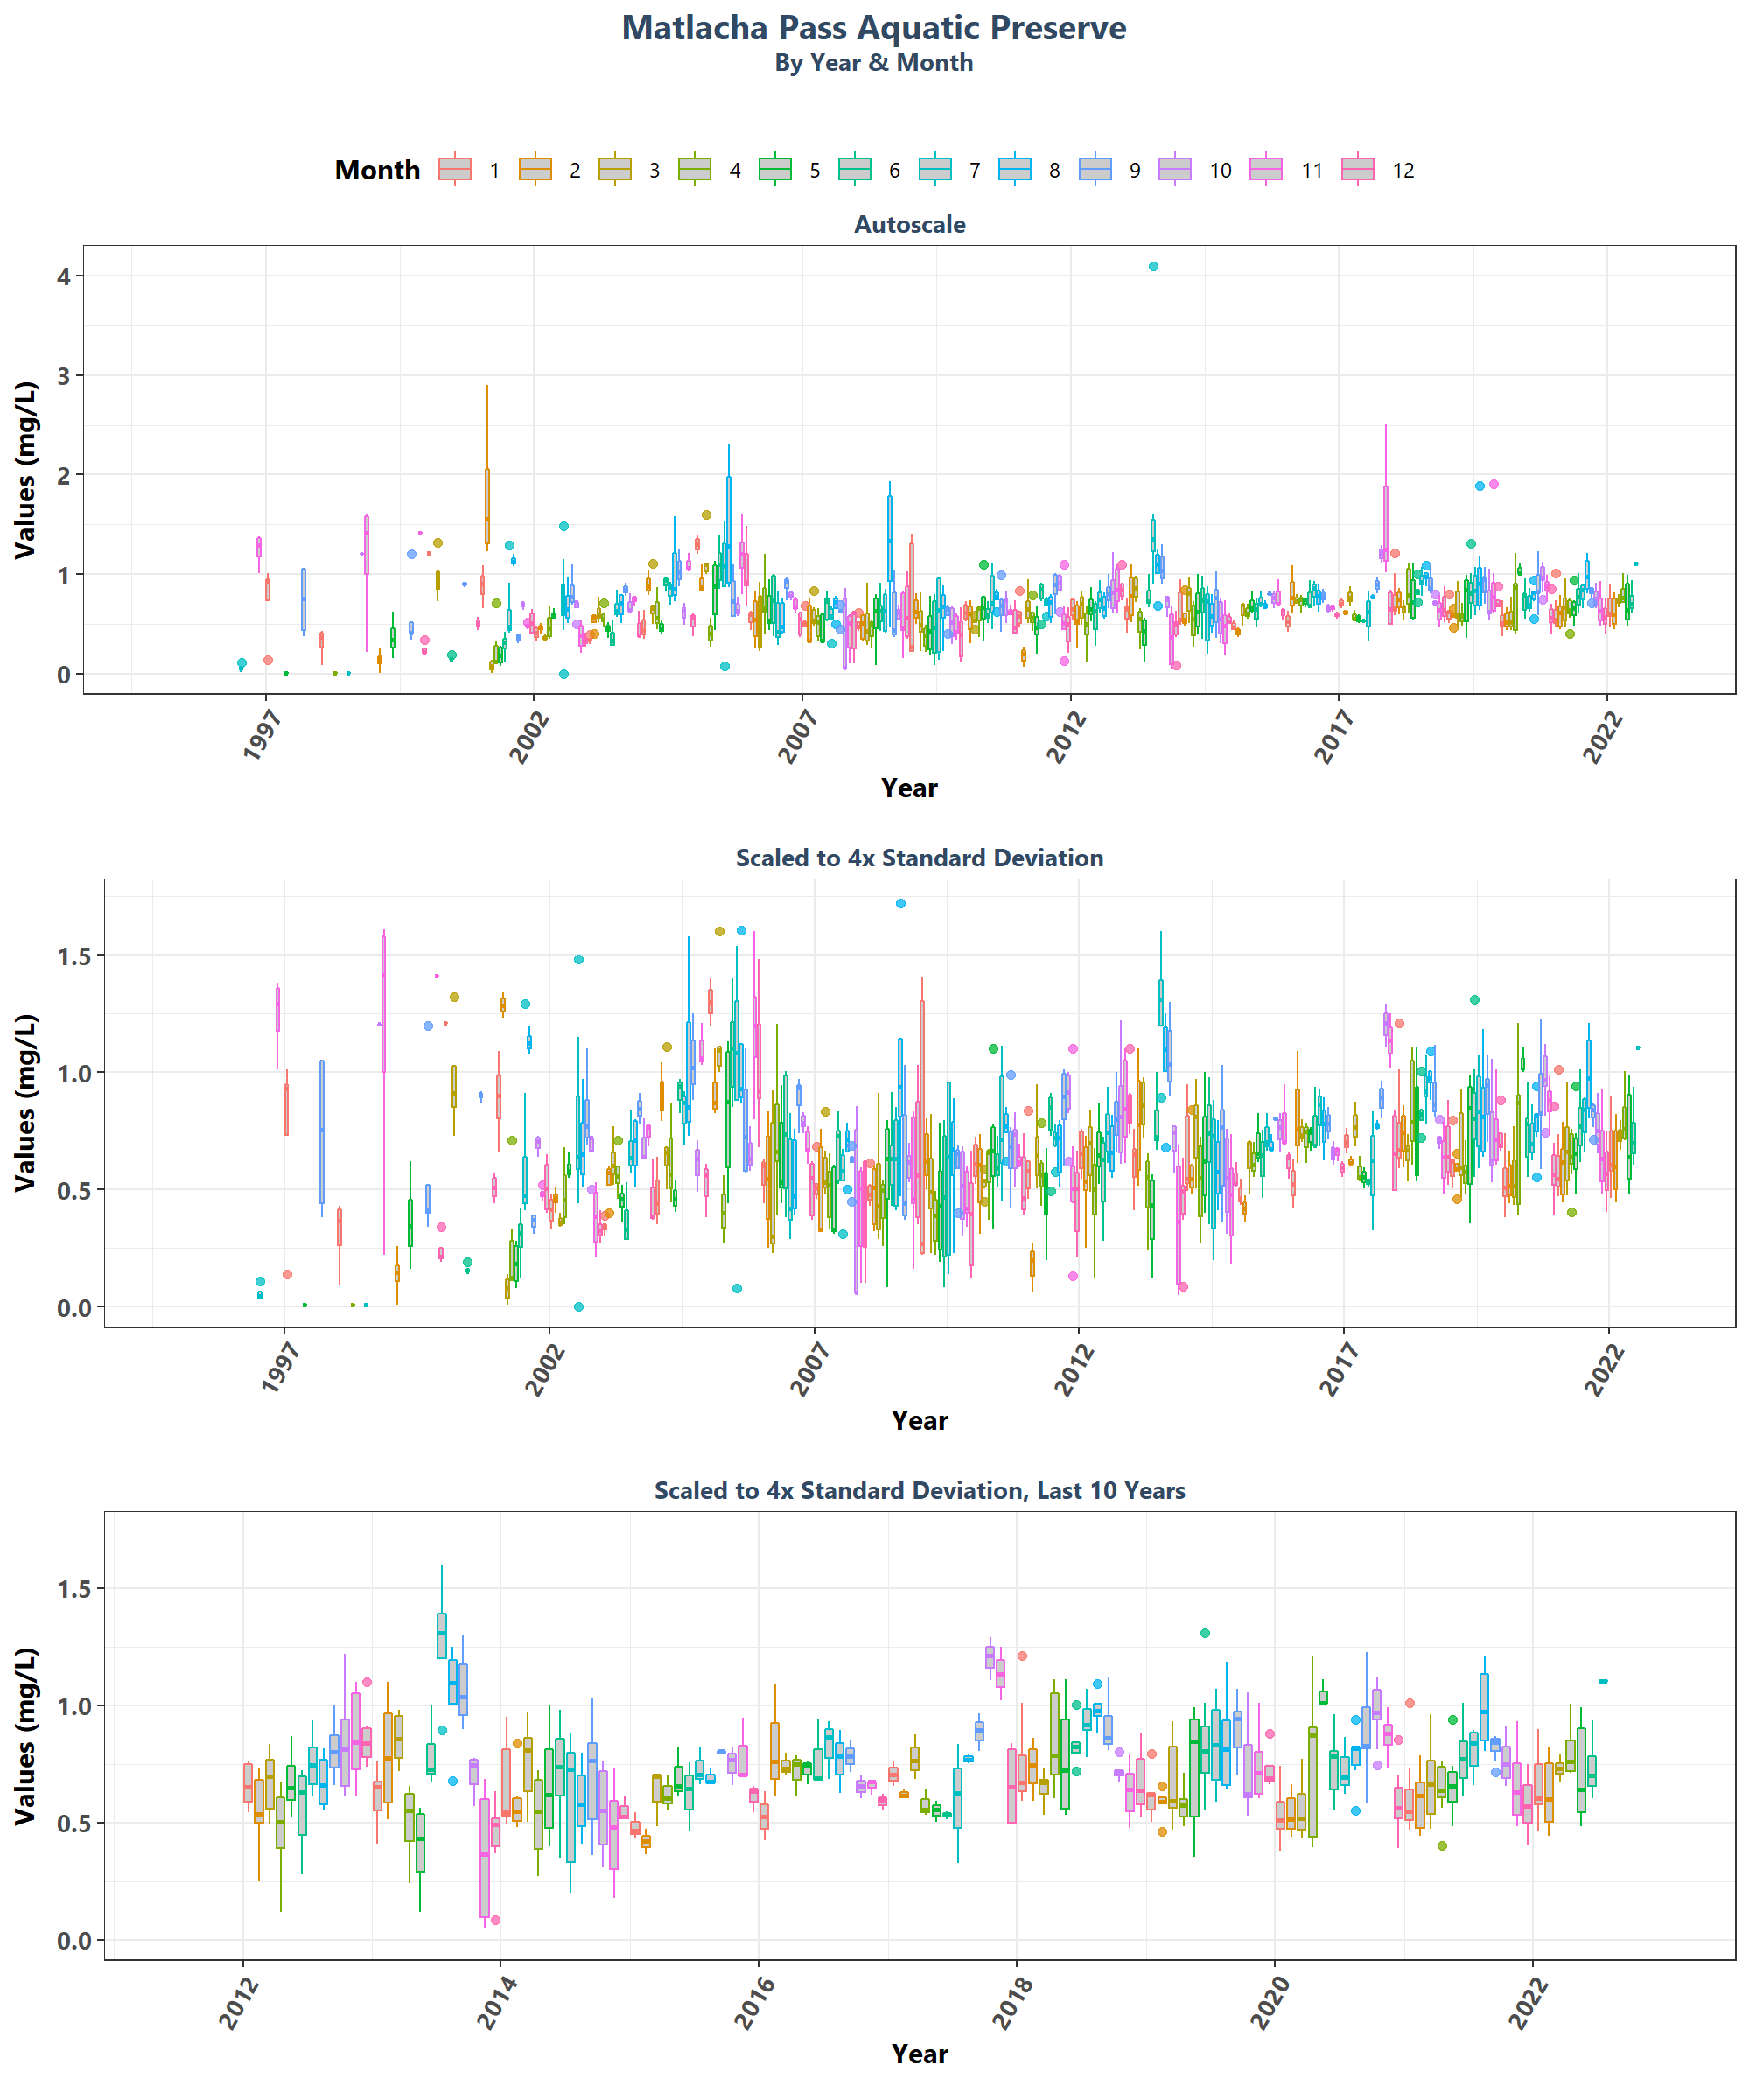 Matlacha Pass Aquatic Preserve
By Year & Month
Month 1 2 3 4 5 6 7 8 9 10 11 12
Autoscale
Values (mg/L)
4
3
2
1
0
1997 2002 2007 2012 2017 2022
Year
Scaled to 4x Standard Deviation
Values (mg/L)
1.5
1.0
0.5
0.0
1997 2002 2007 2012 2017 2022
Year
Scaled to 4x Standard Deviation, Last 10 Years
Values (mg/L)
1.5
1.0
0.5
0.0
2012 2014 2016 2018 2020 2022
Year